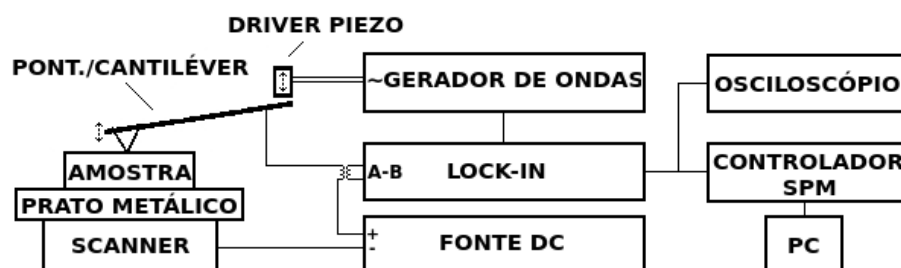 DRIVER PIEZO
PONT./CANTILÉVER
~GERADOR DE ONDAS
OSCILOSCÓPIO
AMOSTRA
A-B LOCK-IN
CONTROLADOR
SPM
PRATO METÁLICO
SCANNER
+
-
FONTE DC
PC